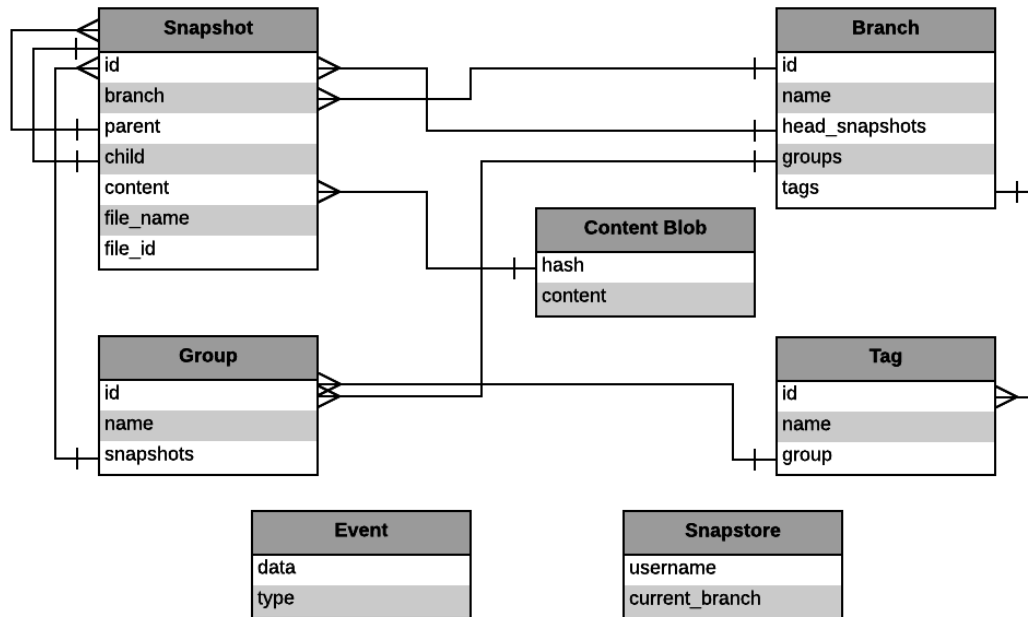 Snapshot
id
branch
parent
child
content
file_name
file_id
Branch
id
name
head_snapshots
groups
tags
Content Blob
hash
content
Group
id
name
snapshots
Tag
id
name
group
Event
data
type
Snapstore
username
current_branch